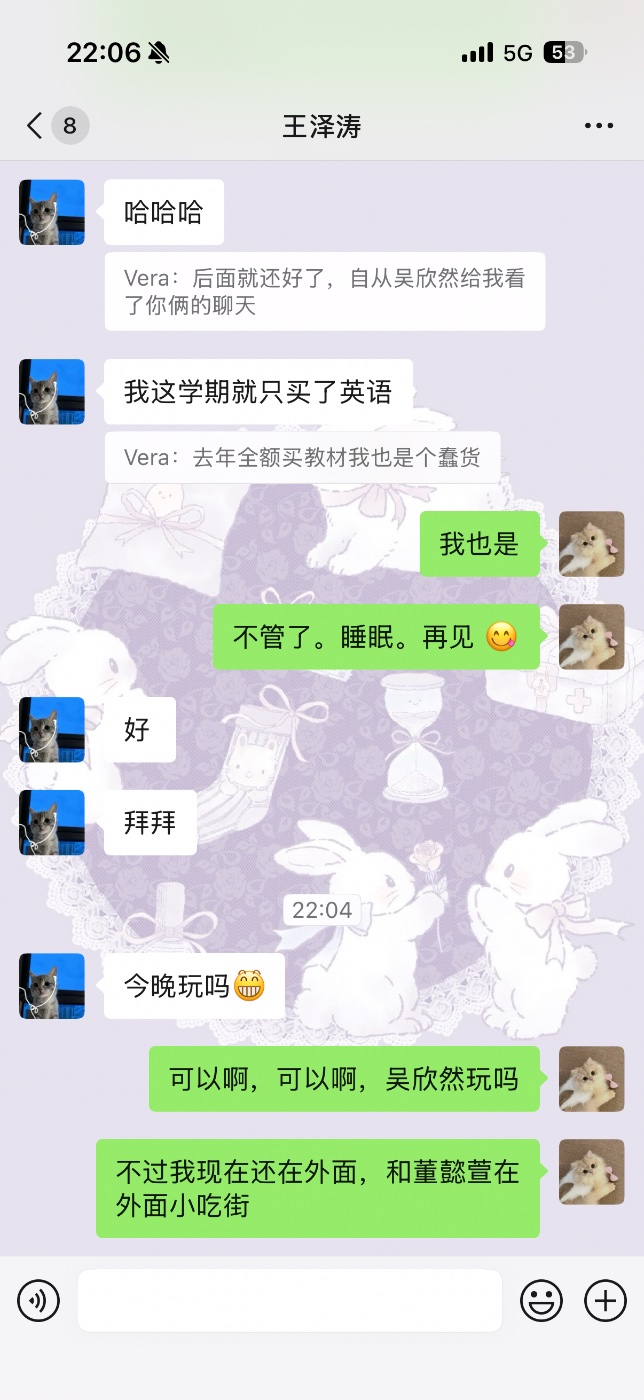 22:06
5G
53
8
王泽涛
哈哈哈
Vera：后面就还好了，自从吴欣然给我看
了你俩的聊天
我这学期就只买了英语
Vera：去年全额买教材我也是个蠢货
我也是
不管了。睡眠。再见 😋
好
拜拜
22:04
今晚玩吗😁
可以啊，可以啊，吴欣然玩吗
不过我现在还在外面，和董懿萱在
外面小吃街